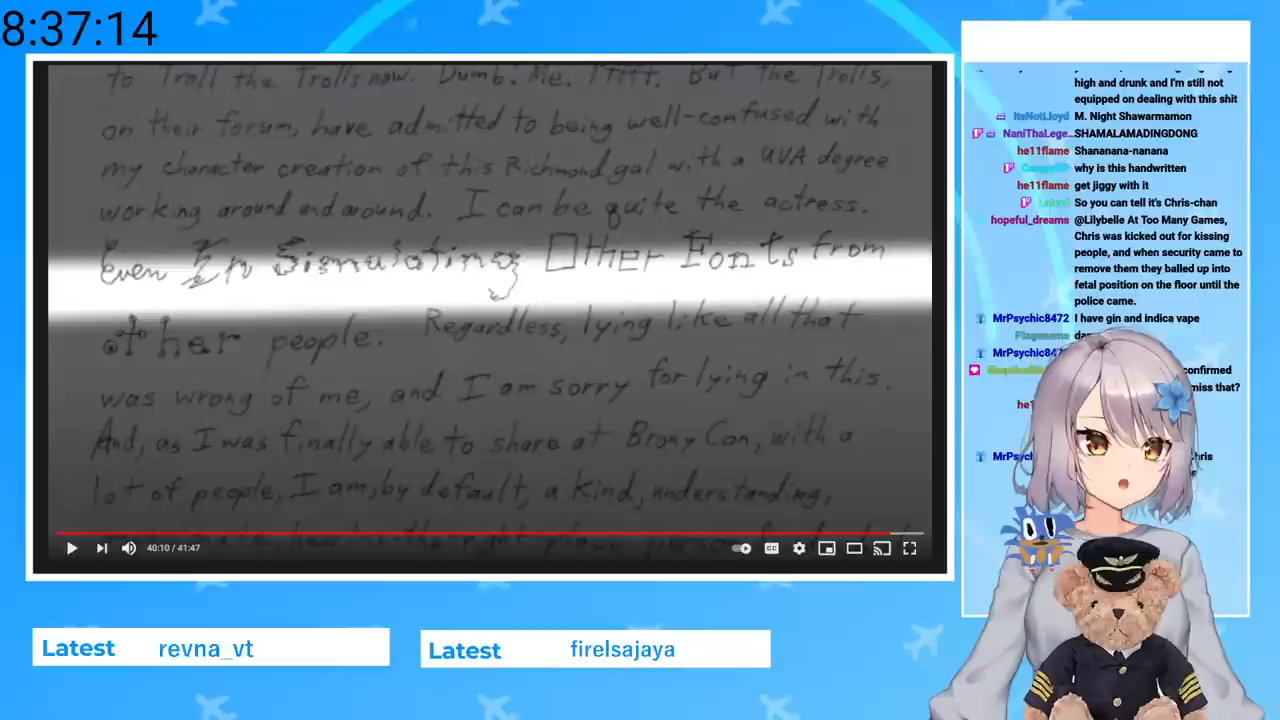 8:37:14
to Troll the Trolls now. Dumb. Me. Pffft. But the Trolls,
on their forum, have admitted to being well-confused with
my character creation of this Richmond gal with a UVA degree
working around and around. I can be quite the actress.
Even In Simulating Other Fonts from
other people. Regardless, lying like all that
was wrong of me, and I am sorry for lying in this.
And, as I was finally able to share at Brony Con, with a
lot of people, I am, by default, a kind, understanding,
40:10 / 41:47
CC
Latest revna_vt
Latest firelsajaya
high and drunk and I'm still not
equipped on dealing with this shit
ItsNotLloyd M. Night Shawarmamon
NaniThaLege... SHAMALAMADINGDONG
he11flame Shananana-nanana
why is this handwritten
he11flame get jiggy with it
So you can tell it's Chris-chan
hopeful_dreams @Lilybelle At Too Many Games,
Chris was kicked out for kissing
people, and when security came to
remove them they balled up into
fetal position on the floor until the
police came.
MrPsychic8472 I have gin and indica vape
MrPsychic847
confirmed
miss that?
he1
MrPsych